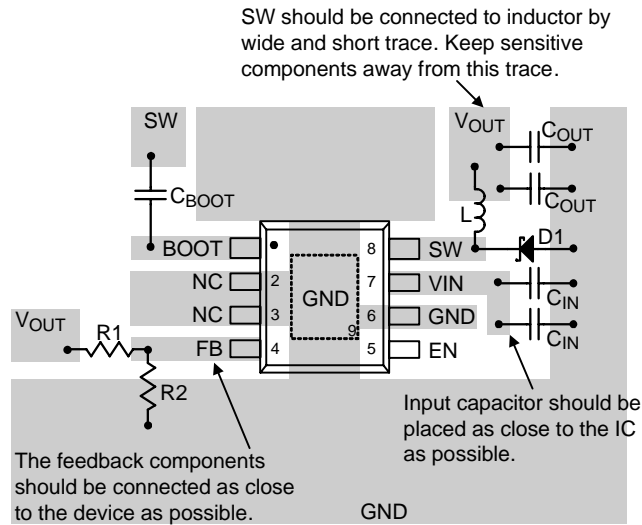 SW should be connected to inductor by
wide and short trace. Keep sensitive
components away from this trace.
SW
VOUT
COUT
CBOOT
COUT
L
D1
BOOT
8
SW
NC
2
7
VIN
CIN
GND
NC
3
6
GND
9
CIN
VOUT
R1
FB
4
5
EN
R2
Input capacitor should be
placed as close to the IC
as possible.
The feedback components
should be connected as close
to the device as possible.
GND